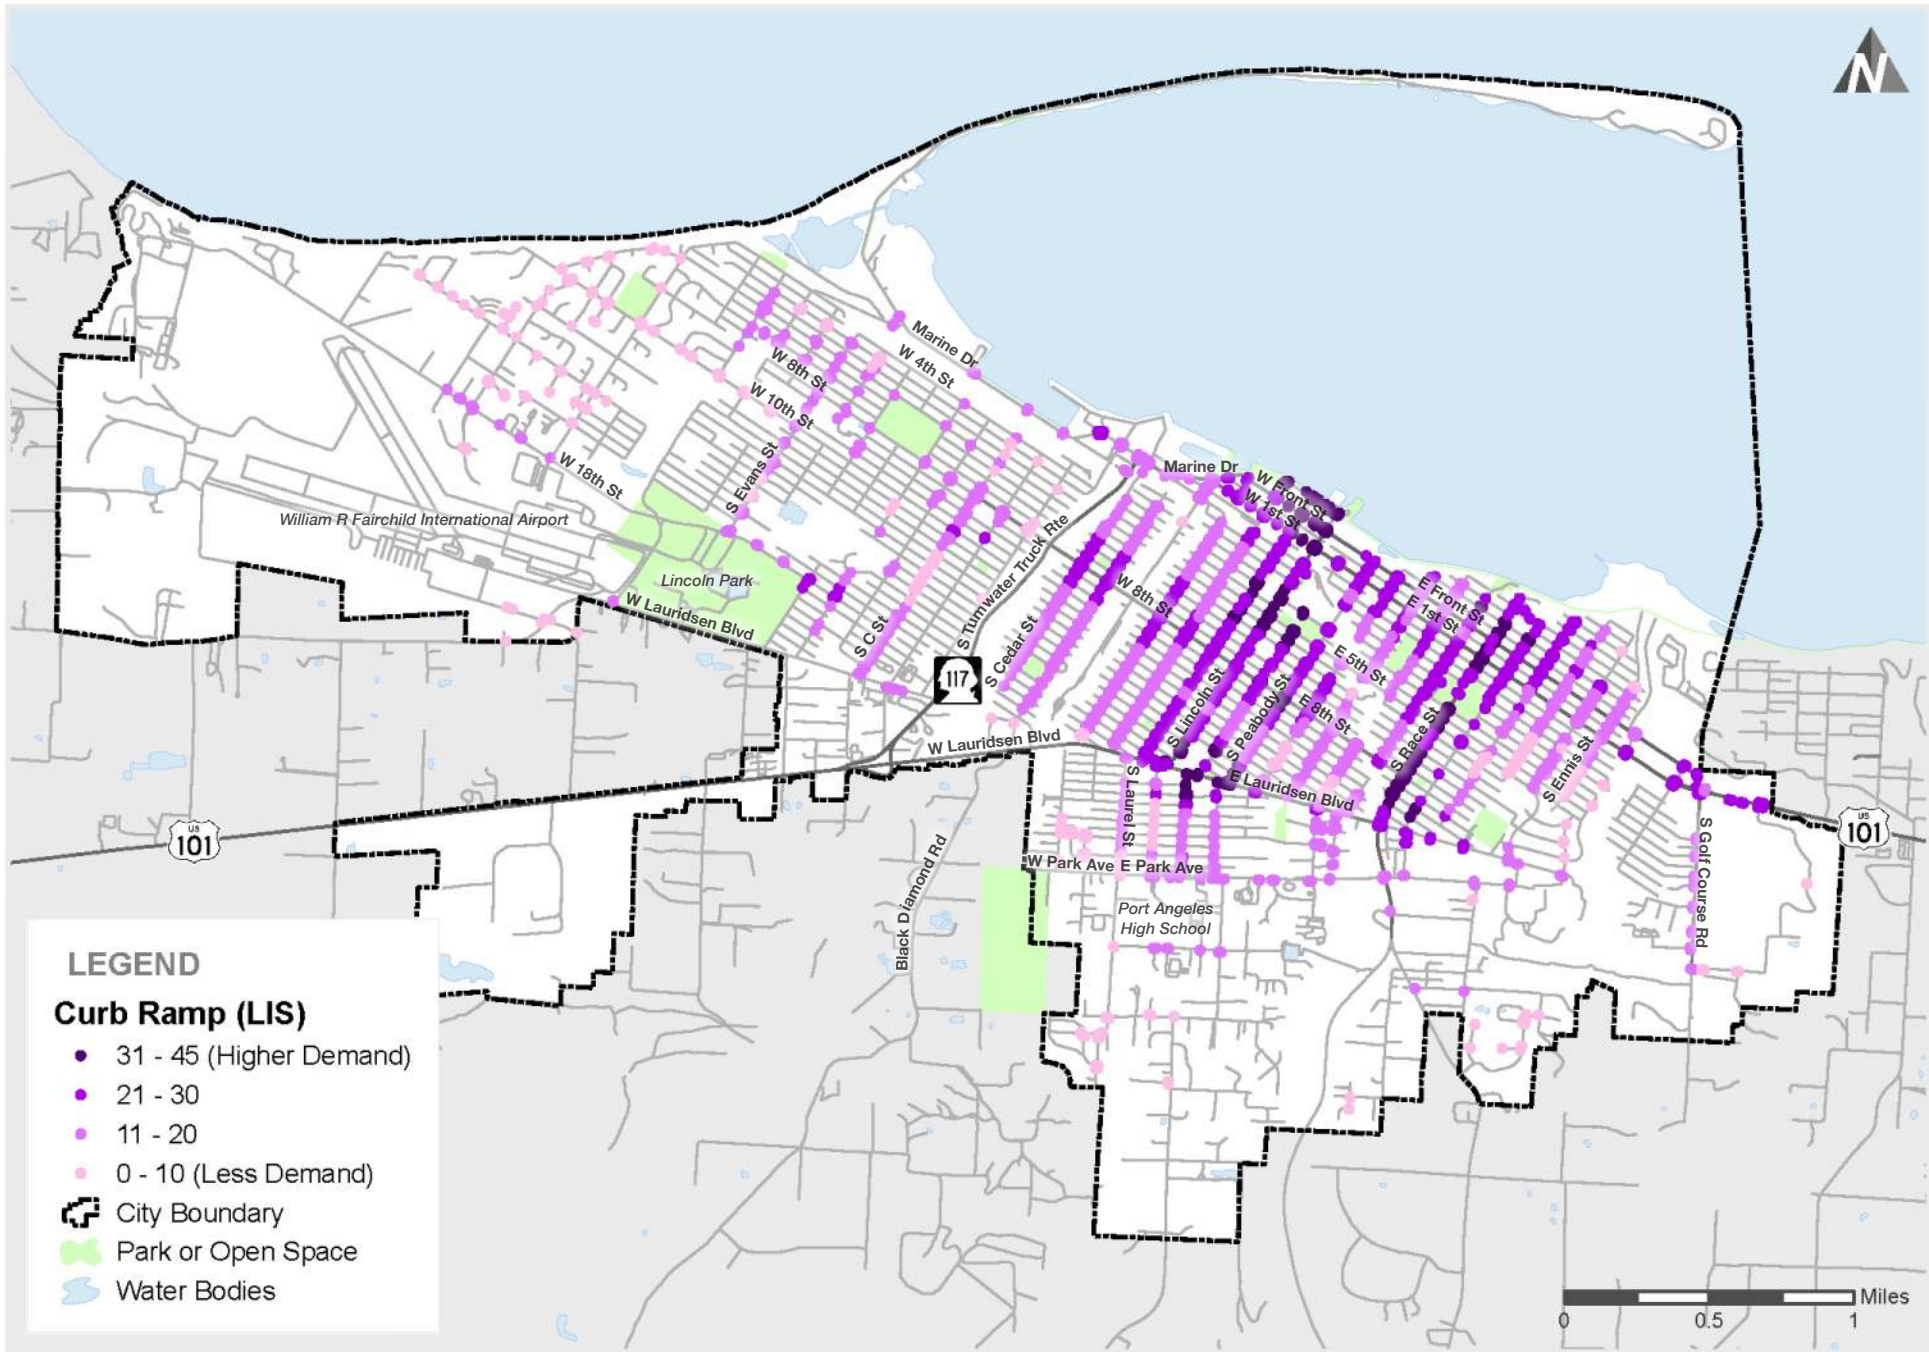 N
Marine Dr
W 4th St
W 8th St
W 10th St
S Evans St
W 18th St
William R Fairchild International Airport
Lincoln Park
W Lauridsen Blvd
S C St
S Tumwater Truck Rte
117
S Cedar St
W Lauridsen Blvd
Marine Dr
W Front St
W 1st St
W 8th St
E Front St
E 1st St
E 5th St
S Lincoln St
S Peabody St
E 8th St
S Race St
S Ennis St
E Lauridsen Blvd
S Laurel St
W Park Ave
E Park Ave
Port Angeles
High School
S Golf Course Rd
Black Diamond Rd
US
101
US
101
LEGEND
Curb Ramp (LIS)
31 - 45 (Higher Demand)
21 - 30
11 - 20
0 - 10 (Less Demand)
City Boundary
Park or Open Space
Water Bodies
Miles
0 0.5 1